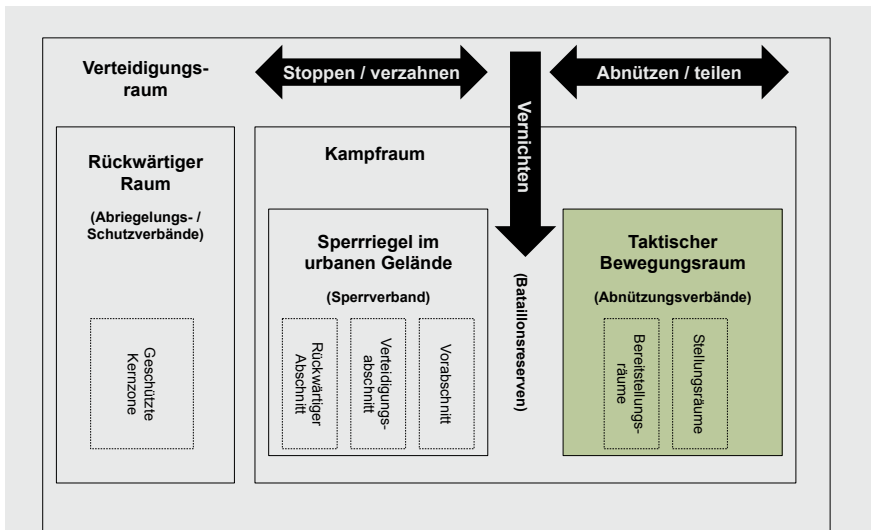 Verteidigungs-
raum
Stoppen / verzahnen
Vernichten
Abnützen / teilen
Rückwärtiger
Raum
(Abriegelungs- /
Schutzverbände)
Geschützte
Kernzone
Kampfraum
Sperrriegel im
urbanen Gelände
(Sperrverband)
Rückwärtiger
Abschnitt
Verteidigungs-
abschnitt
Vorabschnitt
(Bataillonsreserven)
Taktischer
Bewegungsraum
(Abnützungsverbände)
Bereitstellungs-
räume
Stellungsräume